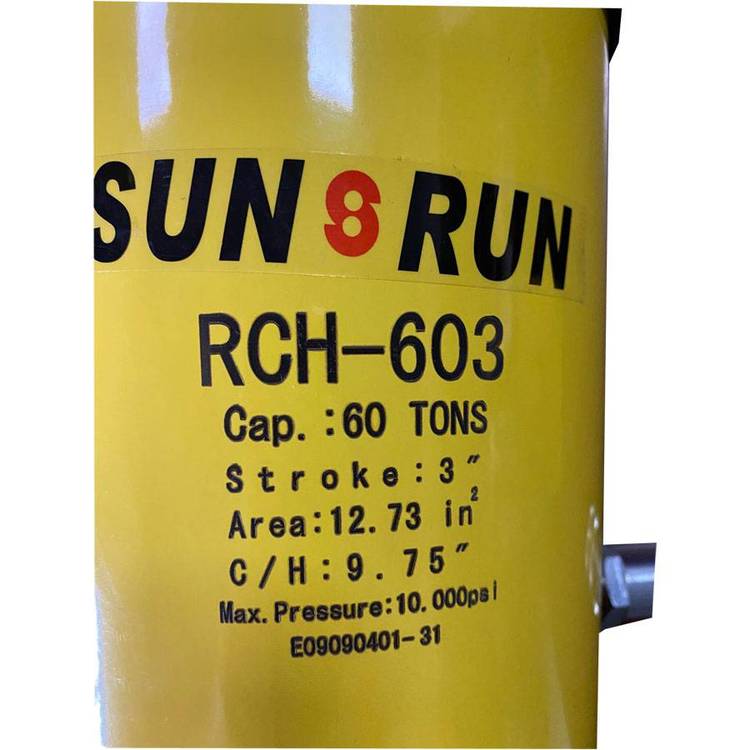 SUN 8 RUN
RCH-603
Cap.:60 TONS
Stroke:3"
Area:12.73 in²
C/H:9.75"
Max. Pressure:10.000psi
E09090401-31